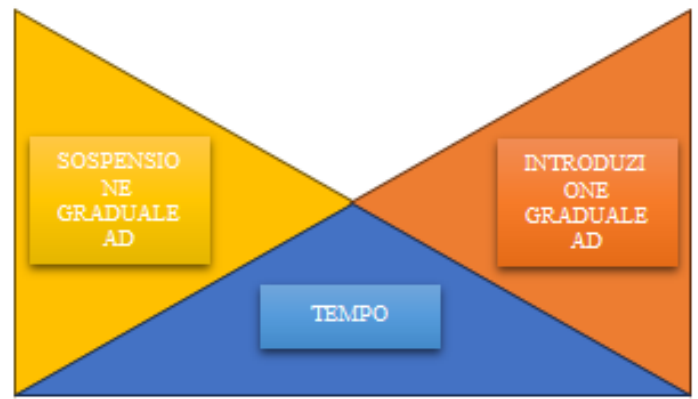 SOSPENSIO
NE
GRADUALE
AD
INTRODUZI
ONE
GRADUALE
AD
TEMPO